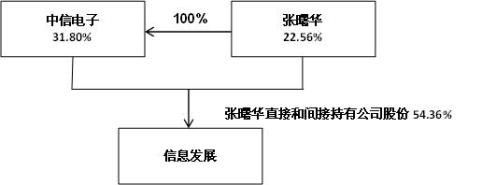 中信电子
31.80%
100%
张曙华
22.56%
张曙华直接和间接持有公司股份 54.36%
信息发展